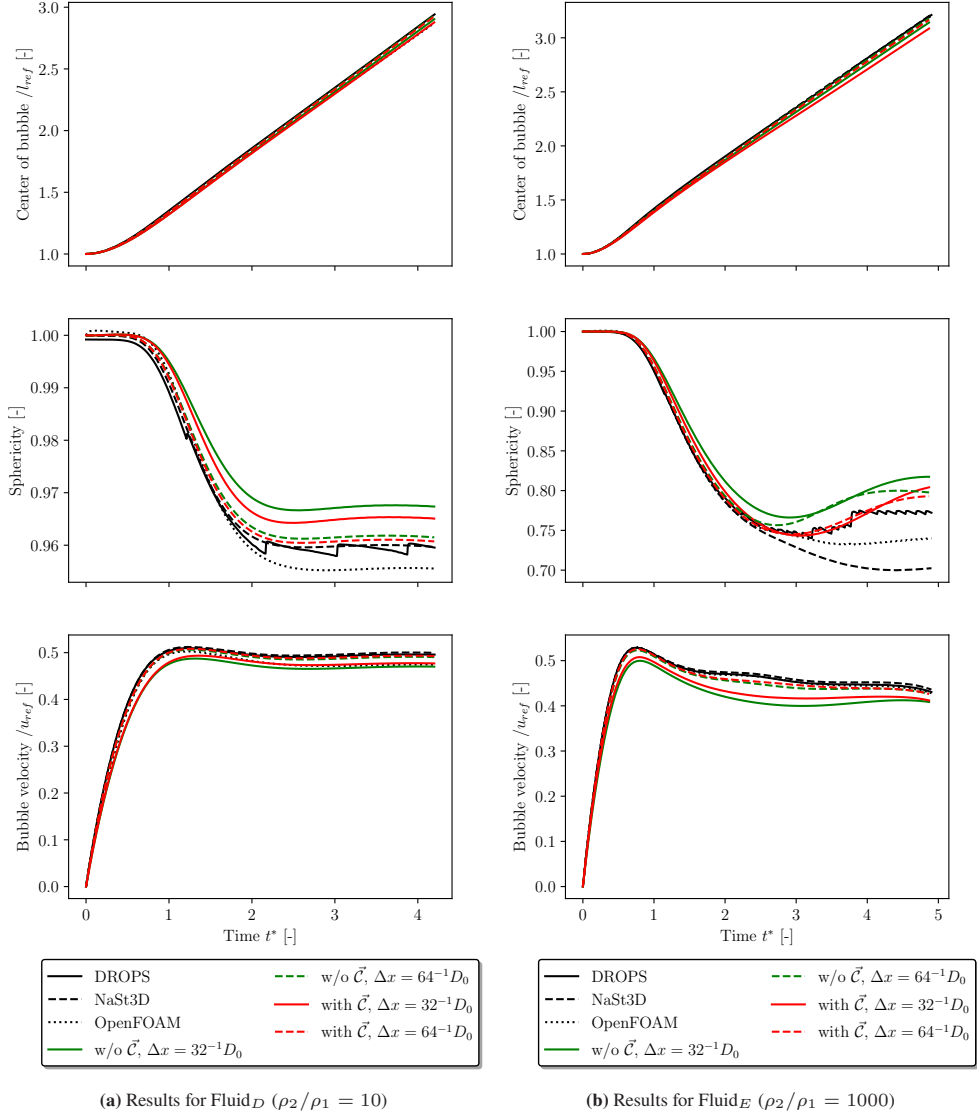 3.0
2.5
2.0
1.5
1.0
Center of bubble /l_ref [-]
3.0
2.5
2.0
1.5
1.0
Center of bubble /l_ref [-]
1.00
0.99
0.98
0.97
0.96
Sphericity [-]
1.00
0.95
0.90
0.85
0.80
0.75
0.70
Sphericity [-]
0.5
0.4
0.3
0.2
0.1
0.0
Bubble velocity /u_ref [-]
0 1 2 3 4
Time t* [-]
0.5
0.4
0.3
0.2
0.1
0.0
Bubble velocity /u_ref [-]
0 1 2 3 4 5
Time t* [-]
DROPS
NaSt3D
OpenFOAM
w/o 𝒞⃗, Δx = 32⁻¹D₀
w/o 𝒞⃗, Δx = 64⁻¹D₀
with 𝒞⃗, Δx = 32⁻¹D₀
with 𝒞⃗, Δx = 64⁻¹D₀
DROPS
NaSt3D
OpenFOAM
w/o 𝒞⃗, Δx = 32⁻¹D₀
w/o 𝒞⃗, Δx = 64⁻¹D₀
with 𝒞⃗, Δx = 32⁻¹D₀
with 𝒞⃗, Δx = 64⁻¹D₀
(a) Results for Fluid_D (ρ₂/ρ₁ = 10)
(b) Results for Fluid_E (ρ₂/ρ₁ = 1000)